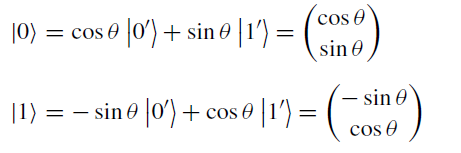 |0⟩ = cos θ |0′⟩ + sin θ |1′⟩ = (cos θ sin θ)
|1⟩ = − sin θ |0′⟩ + cos θ |1′⟩ = (− sin θ cos θ)